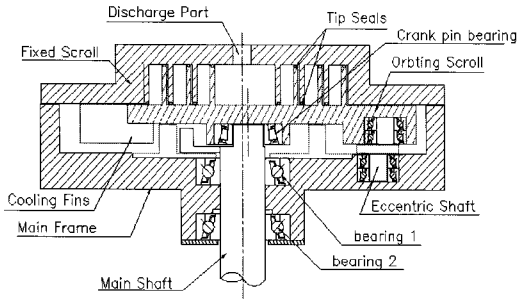 Discharge Port
Tip Seals
Crank pin bearing
Fixed Scroll
Orbting Scroll
Cooling Fins
Eccentric Shaft
Main Frame
bearing 1
bearing 2
Main Shaft